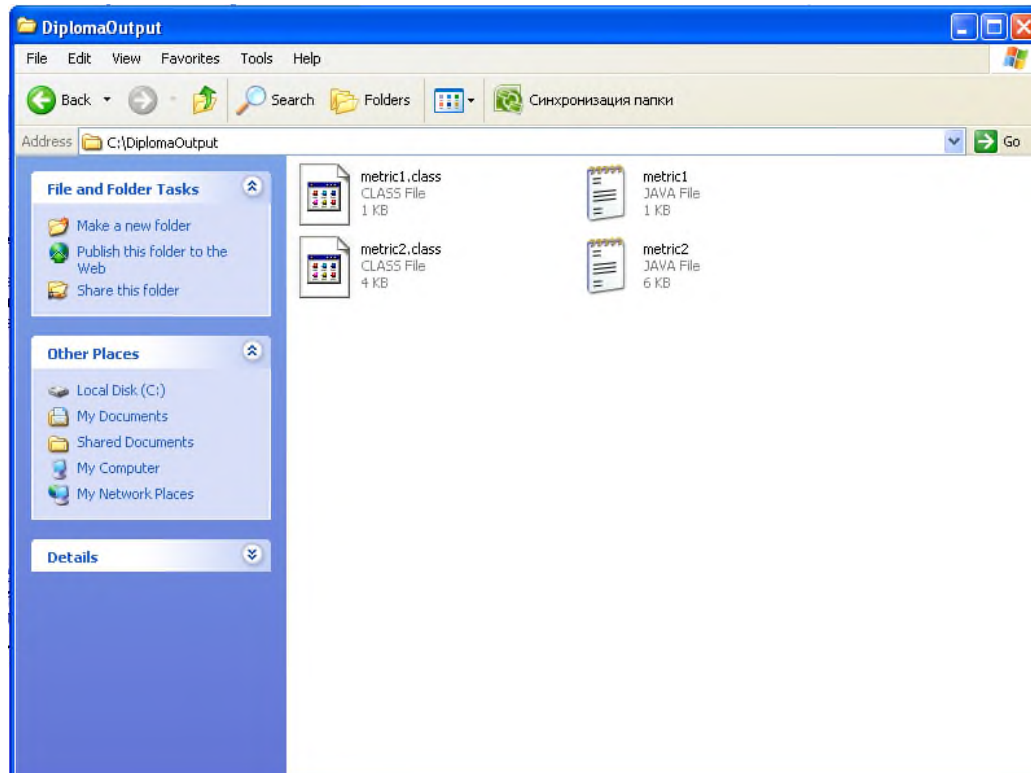 DiplomaOutput
File Edit View Favorites Tools Help
Back Search Folders Синхронизация папки
Address C:\DiplomaOutput Go
File and Folder Tasks
Make a new folder
Publish this folder to the
Web
Share this folder
Other Places
Local Disk (C:)
My Documents
Shared Documents
My Computer
My Network Places
Details
metric1.class
CLASS File
1 KB
metric1
JAVA File
1 KB
metric2.class
CLASS File
4 KB
metric2
JAVA File
6 KB